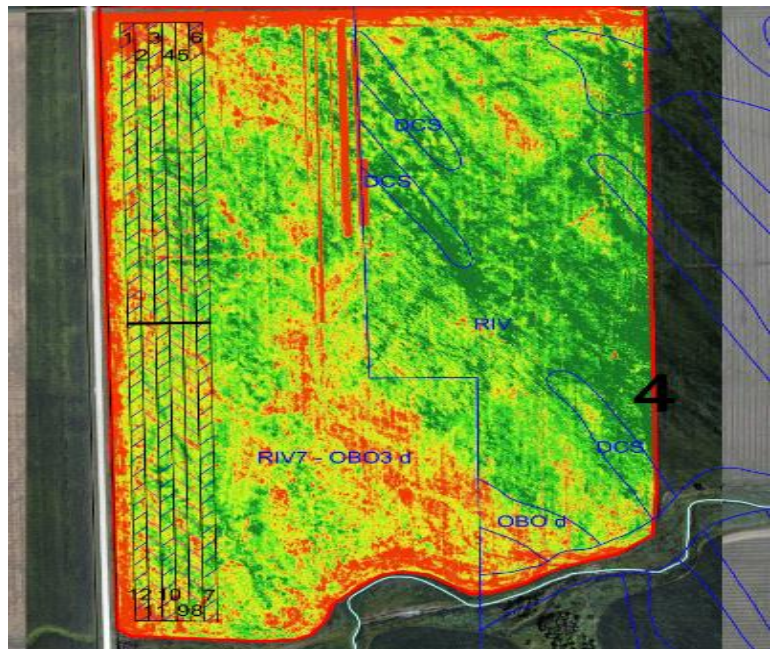 1 3 6
2 45
DCS
DCS
RIV
4
DCS
RIV7 - OBO3 d
OBO d
12 10 7
11 98